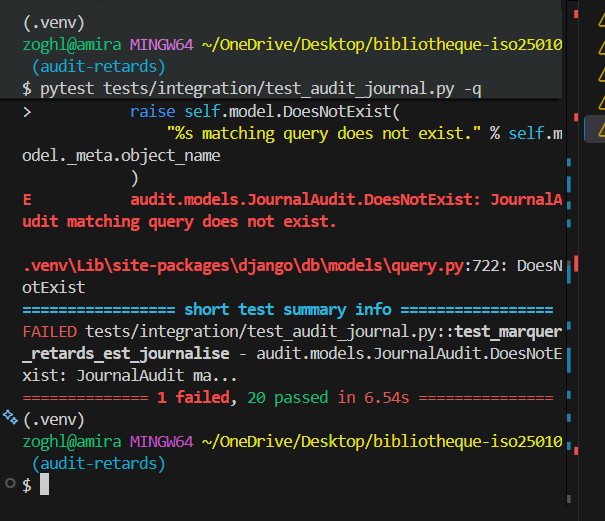 (.venv)
zoghl@amira MINGW64 ~/OneDrive/Desktop/bibliotheque-iso25010
(audit-retards)
$ pytest tests/integration/test_audit_journal.py -q
> raise self.model.DoesNotExist(
"%s matching query does not exist." % self.m
odel._meta.object_name
)
E audit.models.JournalAudit.DoesNotExist: JournalA
udit matching query does not exist.
.venv\Lib\site-packages\django\db\models\query.py:722: DoesN
otExist
================= short test summary info =================
FAILED tests/integration/test_audit_journal.py::test_marquer
_retards_est_journalise - audit.models.JournalAudit.DoesNotE
xist: JournalAudit ma...
============== 1 failed, 20 passed in 6.54s ===============
(.venv)
zoghl@amira MINGW64 ~/OneDrive/Desktop/bibliotheque-iso25010
(audit-retards)
$